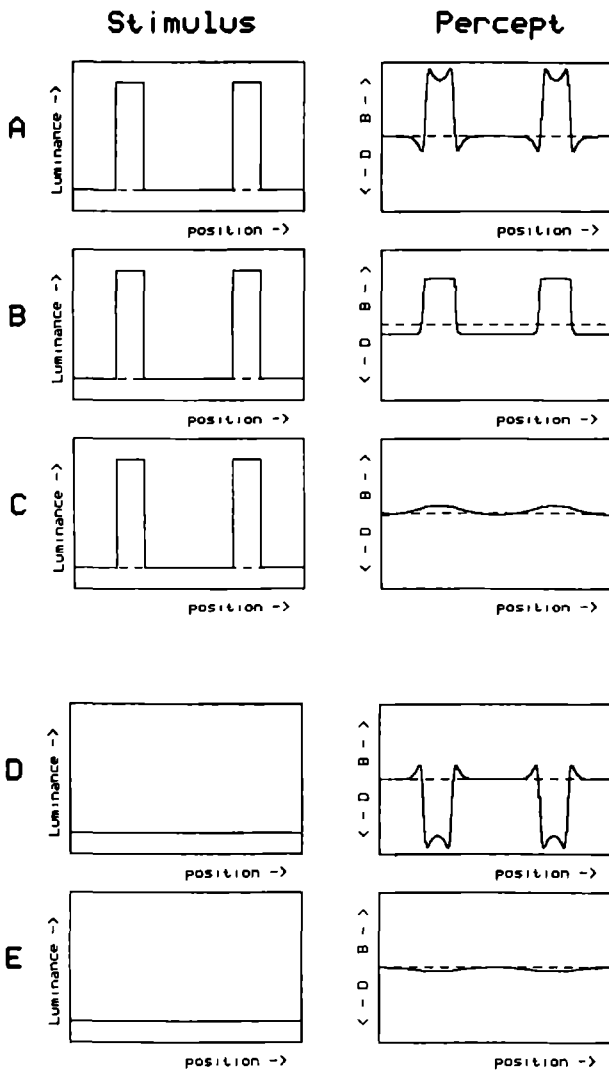 Stimulus Percept
A
Luminance ->
position ->
<- D - B ->
B
Luminance ->
position ->
<- D - B ->
position ->
C
Luminance ->
position ->
<- D - B ->
position ->
D
Luminance ->
position ->
<- D - B ->
position ->
E
Luminance ->
position ->
<- D - B ->
position ->
position ->